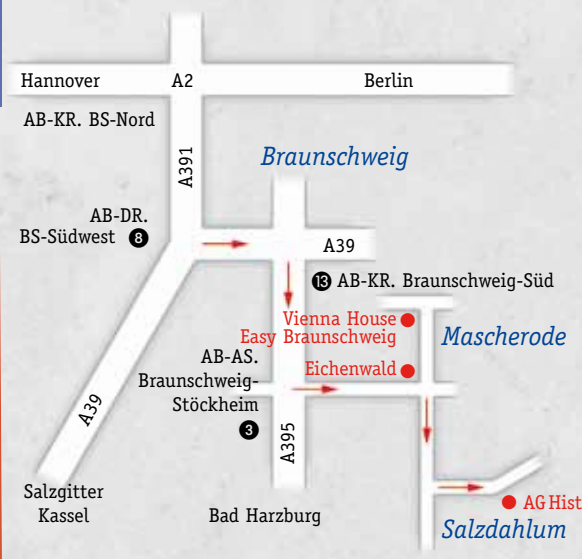 Hannover
A2
Berlin
AB-KR. BS-Nord
A391
Braunschweig
AB-DR.
BS-Südwest 8
A39
13 AB-KR. Braunschweig-Süd
Vienna House
Easy Braunschweig
Mascherode
AB-AS.
Braunschweig-
Stöckheim
3
Eichenwald
A39
A395
Salzgitter
Kassel
Bad Harzburg
AG Hist
Salzdahlum